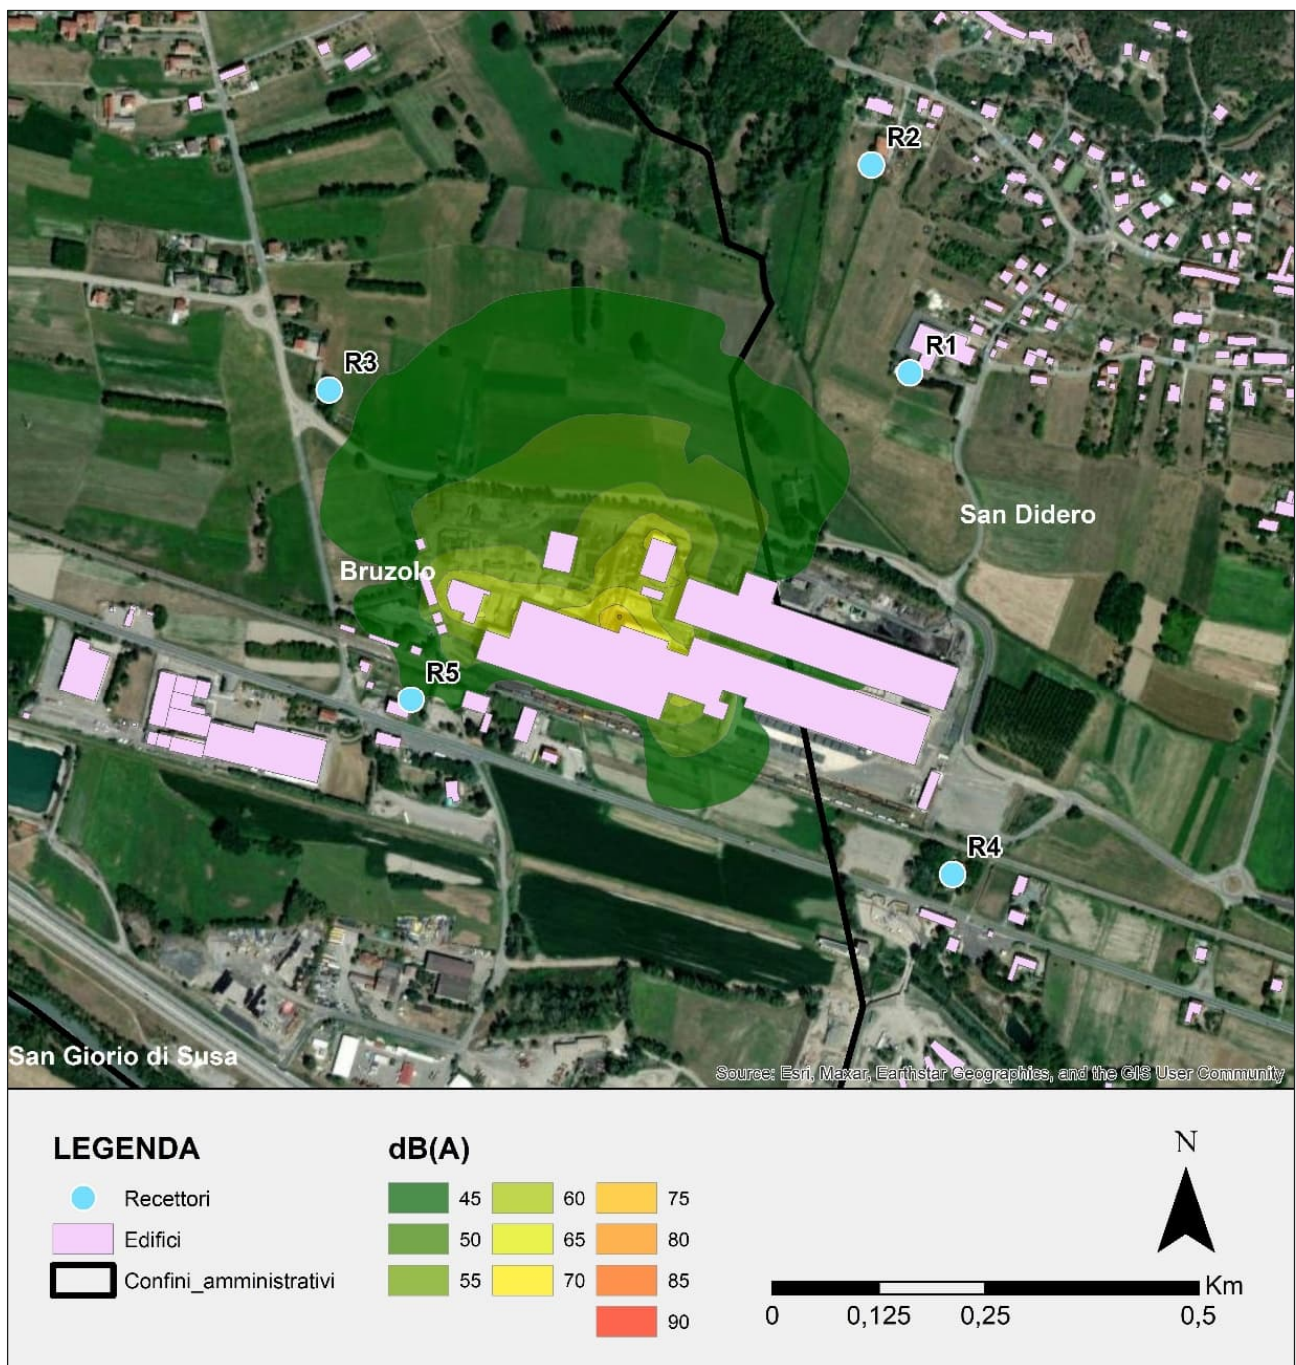 R2
R1
R3
San Didero
Bruzolo
R5
R4
San Giorio di Susa
Source: Esri, Maxar, Earthstar Geographics, and the GIS User Community
LEGENDA
Recettori
Edifici
Confini_amministrativi
dB(A)
45 60 75
50 65 80
55 70 85
90
N
Km
0 0,125 0,25 0,5